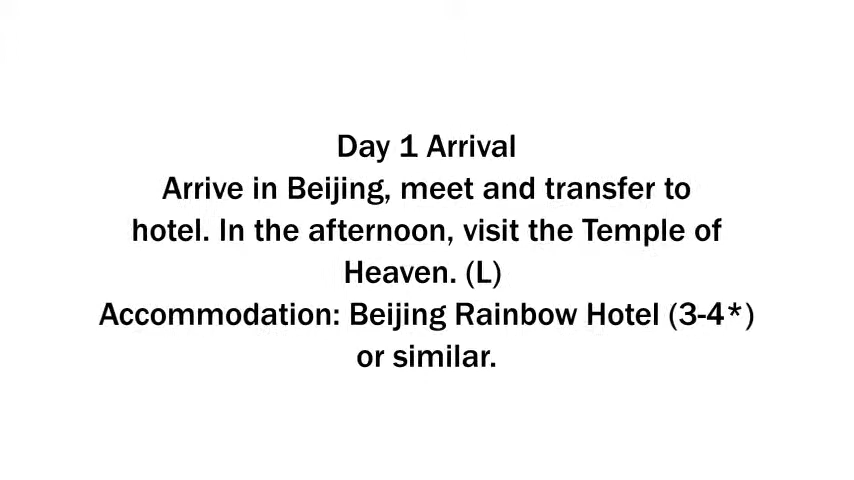 Day 1 Arrival
Arrive in Beijing, meet and transfer to
hotel. In the afternoon, visit the Temple of
Heaven. (L)
Accommodation: Beijing Rainbow Hotel (3-4*)
or similar.